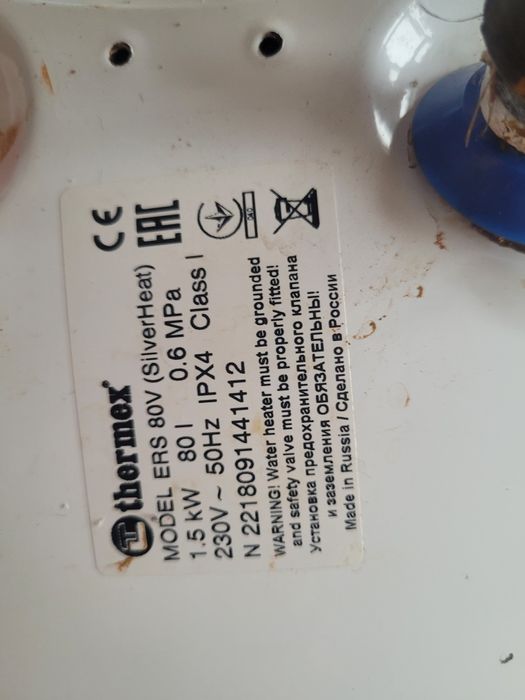 thermex®
MODEL ERS 80V (SilverHeat)
1.5 kW 80 l 0.6 MPa
230V ~ 50Hz IPX4 Class I
N 2218091441412
CE
EAC
WARNING! Water heater must be grounded
and safety valve must be properly fitted!
Установка предохранительного клапана
и заземления ОБЯЗАТЕЛЬНЫ!
Made in Russia / Сделано в России